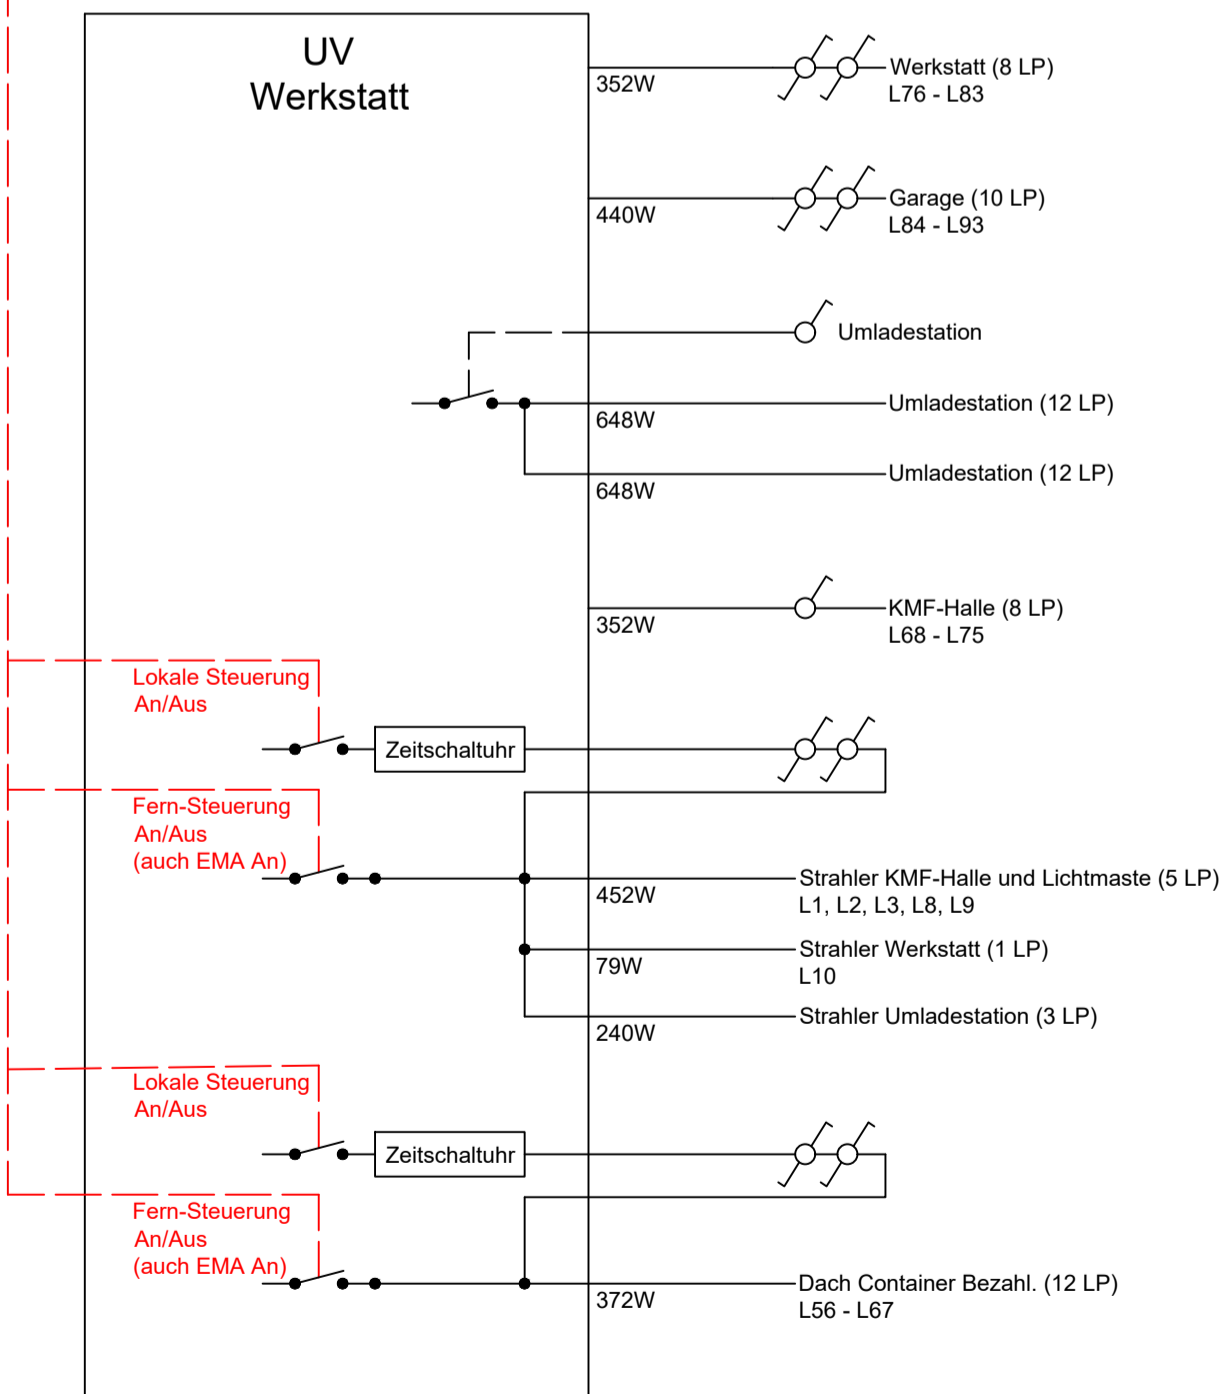 UV
Werkstatt
352W
Werkstatt (8 LP)
L76 - L83
440W
Garage (10 LP)
L84 - L93
Umladestation
648W
Umladestation (12 LP)
648W
Umladestation (12 LP)
352W
KMF-Halle (8 LP)
L68 - L75
Lokale Steuerung
An/Aus
Zeitschaltuhr
Fern-Steuerung
An/Aus
(auch EMA An)
452W
Strahler KMF-Halle und Lichtmaste (5 LP)
L1, L2, L3, L8, L9
79W
Strahler Werkstatt (1 LP)
L10
240W
Strahler Umladestation (3 LP)
Lokale Steuerung
An/Aus
Zeitschaltuhr
Fern-Steuerung
An/Aus
(auch EMA An)
372W
Dach Container Bezahl. (12 LP)
L56 - L67